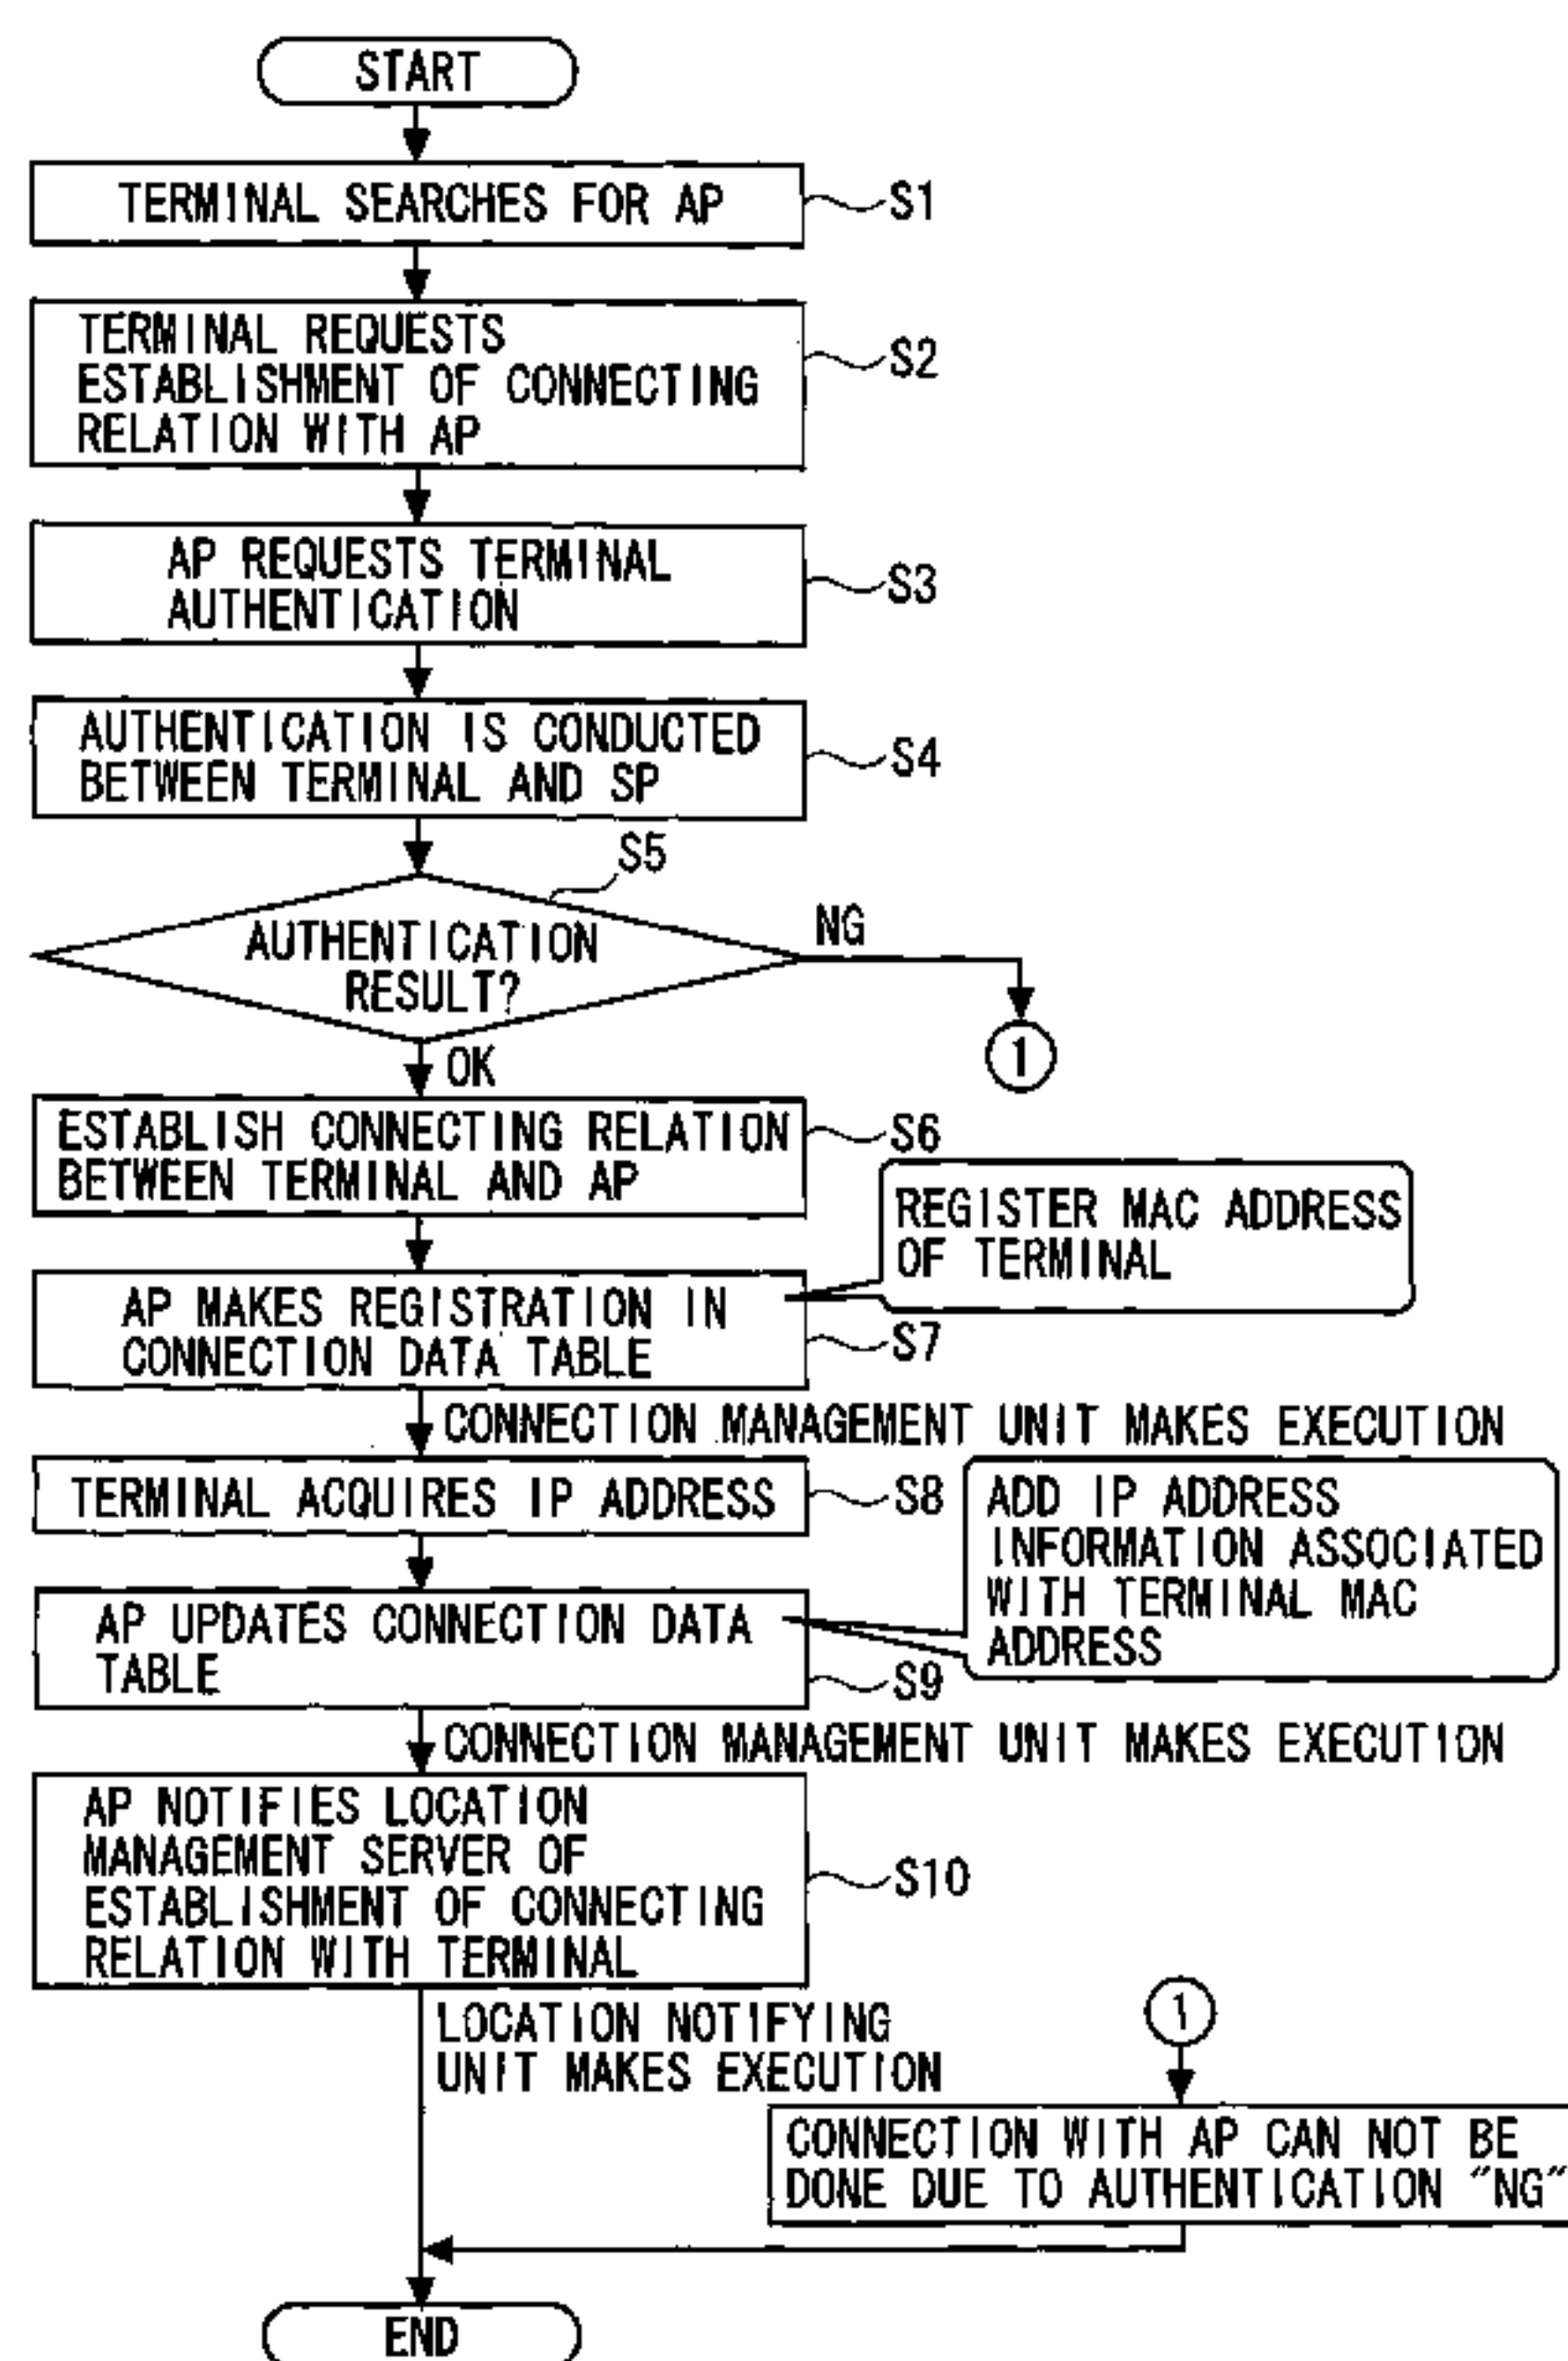 START
TERMINAL SEARCHES FOR AP
S1
TERMINAL REQUESTS
ESTABLISHMENT OF CONNECTING
RELATION WITH AP
S2
AP REQUESTS TERMINAL
AUTHENTICATION
S3
AUTHENTICATION IS CONDUCTED
BETWEEN TERMINAL AND SP
S4
S5
AUTHENTICATION
RESULT?
NG
1
OK
ESTABLISH CONNECTING RELATION
BETWEEN TERMINAL AND AP
S6
REGISTER MAC ADDRESS
OF TERMINAL
AP MAKES REGISTRATION IN
CONNECTION DATA TABLE
S7
CONNECTION MANAGEMENT UNIT MAKES EXECUTION
TERMINAL ACQUIRES IP ADDRESS
S8
ADD IP ADDRESS
INFORMATION ASSOCIATED
WITH TERMINAL MAC
ADDRESS
AP UPDATES CONNECTION DATA
TABLE
S9
CONNECTION MANAGEMENT UNIT MAKES EXECUTION
AP NOTIFIES LOCATION
MANAGEMENT SERVER OF
ESTABLISHMENT OF CONNECTING
RELATION WITH TERMINAL
S10
LOCATION NOTIFYING
UNIT MAKES EXECUTION
1
CONNECTION WITH AP CAN NOT BE
DONE DUE TO AUTHENTICATION "NG"
END